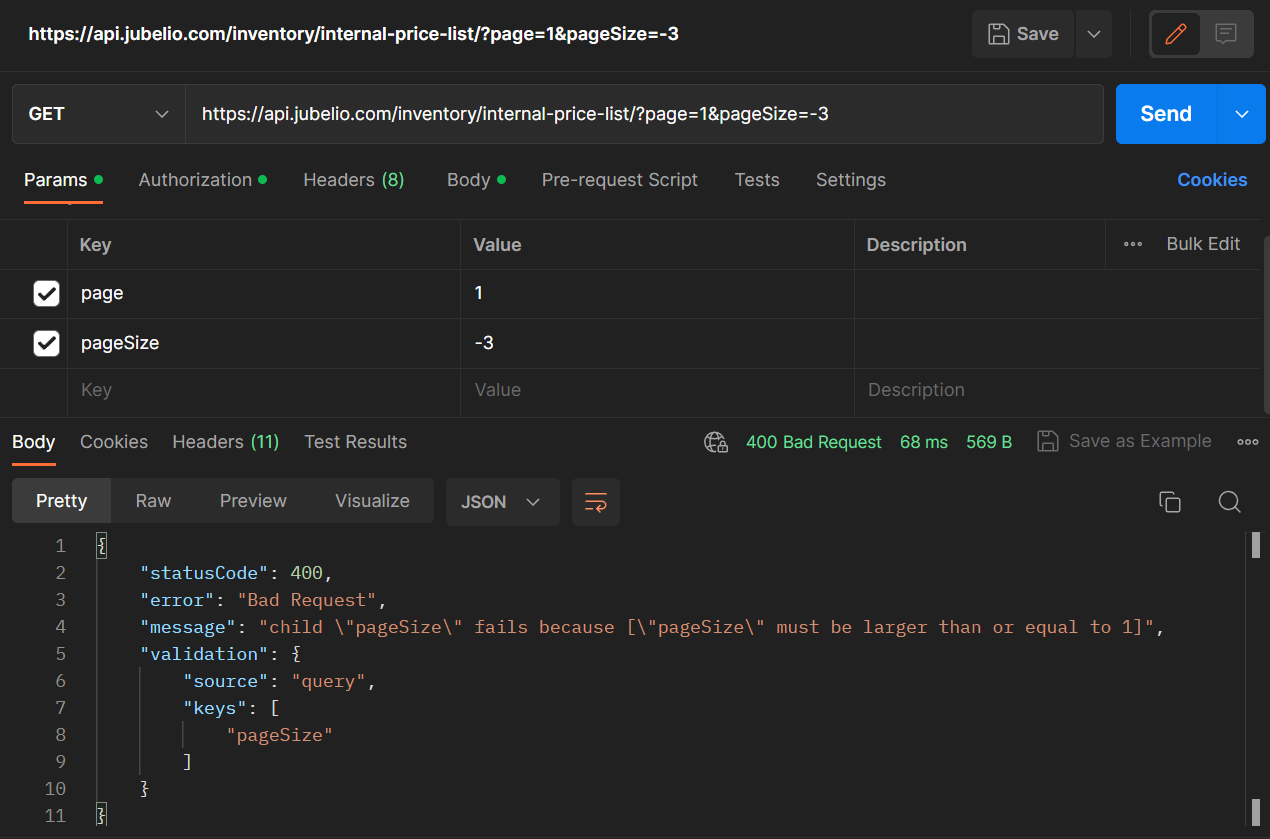 https://api.jubelio.com/inventory/internal-price-list/?page=1&pageSize=-3
Save
GET
https://api.jubelio.com/inventory/internal-price-list/?page=1&pageSize=-3
Send
Params Authorization Headers (8) Body Pre-request Script Tests Settings Cookies
Key Value Description Bulk Edit
page 1
pageSize -3
Key Value Description
Body Cookies Headers (11) Test Results 400 Bad Request 68 ms 569 B Save as Example
Pretty Raw Preview Visualize JSON
1 {
2 "statusCode": 400,
3 "error": "Bad Request",
4 "message": "child \"pageSize\" fails because [\"pageSize\" must be larger than or equal to 1]",
5 "validation": {
6 "source": "query",
7 "keys": [
8 "pageSize"
9 ]
10 }
11 }